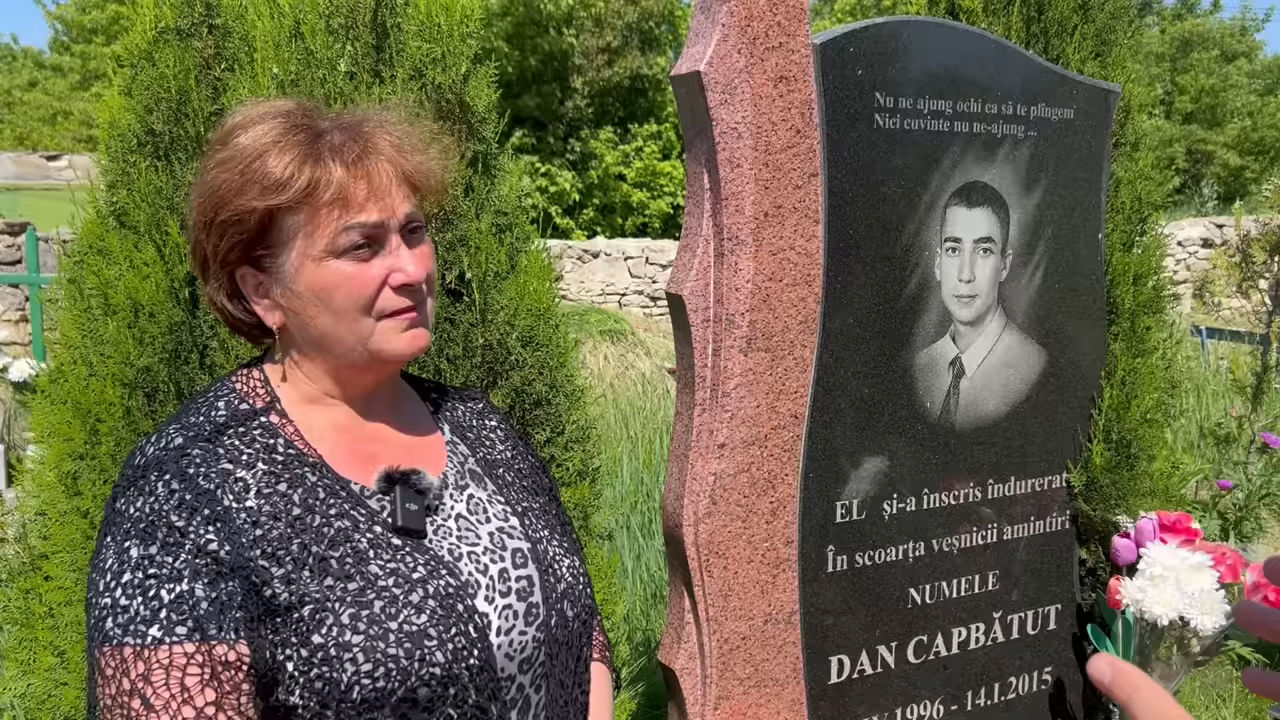 Nu ne ajung ochi ca să te plîngem
Nici cuvinte nu ne-ajung ...
EL și-a înscris îndurerat
În scoarța veșnicii amintiri
NUMELE
DAN CAPBĂTUT
1996 - 14.I.2015
dji